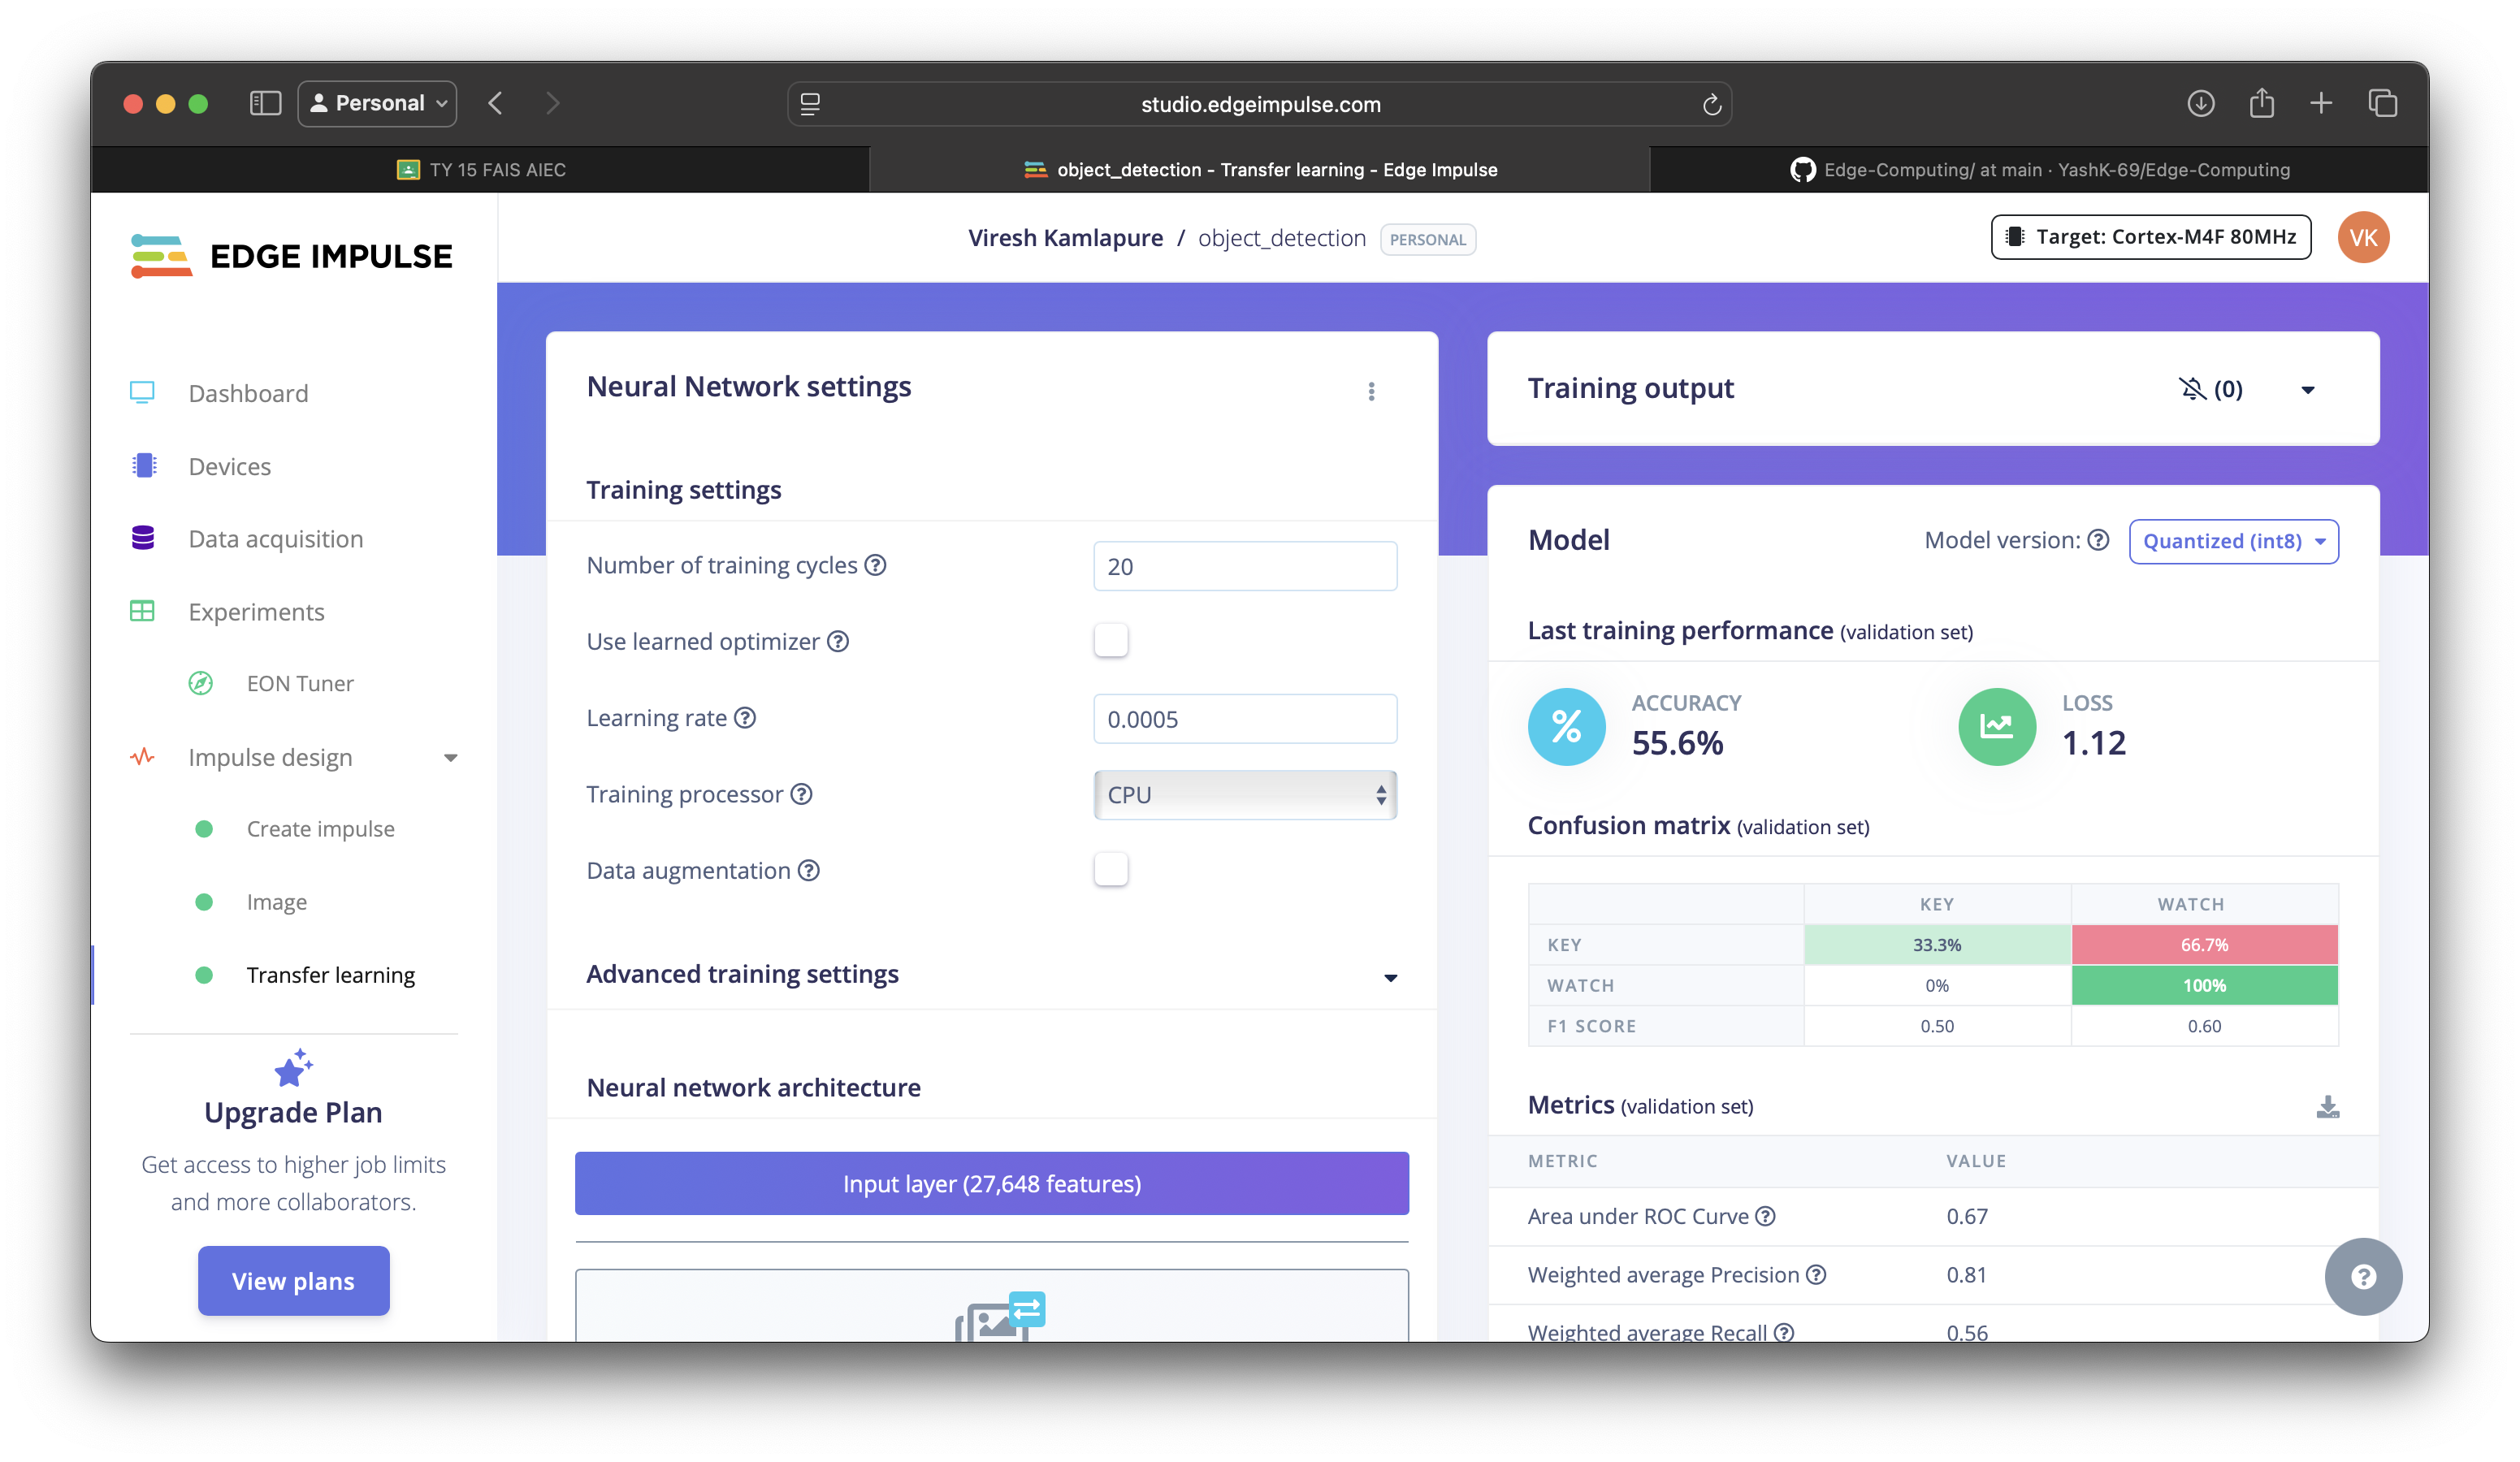 Personal
studio.edgeimpulse.com
TY 15 FAIS AIEC
object_detection - Transfer learning - Edge Impulse
Edge-Computing/ at main · YashK-69/Edge-Computing
EDGE IMPULSE
Viresh Kamlapure / object_detection PERSONAL
Target: Cortex-M4F 80MHz
VK
Dashboard
Devices
Data acquisition
Experiments
EON Tuner
Impulse design
Create impulse
Image
Transfer learning
Upgrade Plan
Get access to higher job limits
and more collaborators.
View plans
Neural Network settings
Training settings
Number of training cycles ?
20
Use learned optimizer ?
Learning rate ?
0.0005
Training processor ?
CPU
Data augmentation ?
Advanced training settings
Neural network architecture
Input layer (27,648 features)
Training output
(0)
Model
Model version: ? Quantized (int8)
Last training performance (validation set)
% ACCURACY
55.6%
LOSS
1.12
Confusion matrix (validation set)
KEY WATCH
KEY 33.3% 66.7%
WATCH 0% 100%
F1 SCORE 0.50 0.60
Metrics (validation set)
METRIC VALUE
Area under ROC Curve ? 0.67
Weighted average Precision ? 0.81
Weighted average Recall ? 0.56
?